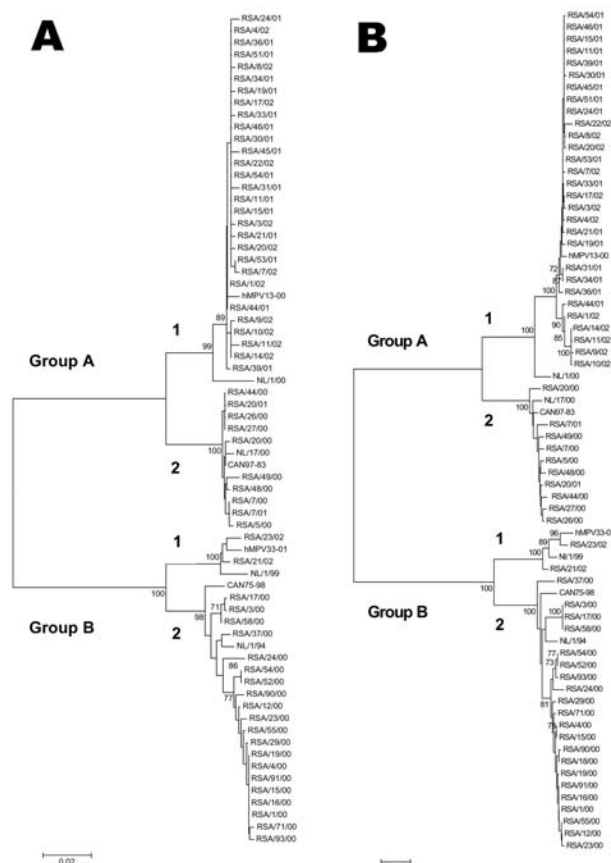 A
RSA/24/01
RSA/4/02
RSA/36/01
RSA/51/01
RSA/8/02
RSA/34/01
RSA/19/01
RSA/17/02
RSA/33/01
RSA/46/01
RSA/30/01
RSA/45/01
RSA/22/02
RSA/54/01
RSA/31/01
RSA/11/01
RSA/15/01
RSA/3/02
RSA/21/01
RSA/20/02
RSA/53/01
RSA/7/02
RSA/1/02
hMPV13-00
RSA/44/01
89
RSA/9/02
1
RSA/10/02
RSA/11/02
99
Group A
RSA/14/02
RSA/39/01
NL/1/00
RSA/44/00
RSA/20/01
RSA/26/00
RSA/27/00
RSA/20/00
100
NL/17/00
2
CAN97-83
RSA/49/00
RSA/48/00
RSA/7/00
RSA/7/01
RSA/5/00
RSA/23/02
1
hMPV33-01
100
RSA/21/02
NL/1/99
CAN75-98
100
RSA/17/00
71
RSA/3/00
98
RSA/58/00
Group B
2
RSA/37/00
NL/1/94
RSA/24/00
86
RSA/54/00
RSA/52/00
77
RSA/90/00
RSA/12/00
RSA/23/00
RSA/55/00
RSA/29/00
RSA/19/00
RSA/4/00
RSA/91/00
RSA/15/00
RSA/16/00
RSA/1/00
RSA/71/00
RSA/93/00
0.02
B
RSA/54/01
RSA/46/01
RSA/15/01
RSA/11/01
RSA/39/01
RSA/30/01
RSA/45/01
RSA/51/01
RSA/24/01
RSA/22/02
RSA/8/02
RSA/20/02
RSA/53/01
RSA/7/02
RSA/33/01
RSA/17/02
RSA/3/02
RSA/4/02
RSA/21/01
RSA/19/01
hMPV13-00
72
RSA/31/01
RSA/34/01
100
RSA/36/01
RSA/44/01
1
RSA/1/02
90
RSA/14/02
100
85
Group A
RSA/11/02
100
RSA/9/02
RSA/10/02
NL/1/00
RSA/20/00
NL/17/00
100
2
CAN97-83
RSA/7/01
RSA/49/00
RSA/7/00
RSA/5/00
RSA/48/00
RSA/20/01
RSA/44/00
RSA/27/00
RSA/26/00
96
hMPV33-0
1
89
RSA/23/02
100
NL/1/99
RSA/21/02
100
RSA/37/00
CAN75-98
RSA/3/00
100
100
RSA/17/00
Group B
2
RSA/58/00
NL/1/94
77
RSA/54/00
73
RSA/52/00
RSA/93/00
RSA/24/00
81
RSA/29/00
RSA/71/00
RSA/4/00
RSA/15/00
RSA/90/00
RSA/18/00
RSA/19/00
RSA/91/00
RSA/16/00
RSA/1/00
RSA/55/00
RSA/12/00
RSA/23/00